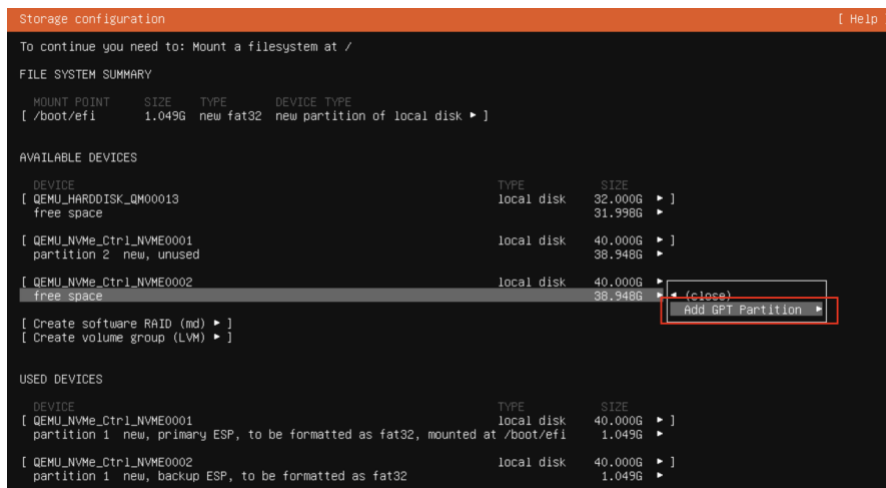 Storage configuration [ Help
To continue you need to: Mount a filesystem at /
FILE SYSTEM SUMMARY
MOUNT POINT SIZE TYPE DEVICE TYPE
[ /boot/efi 1.049G new fat32 new partition of local disk ▸ ]
AVAILABLE DEVICES
DEVICE TYPE SIZE
[ QEMU_HARDDISK_QM00013 local disk 32.000G ▸ ]
free space 31.998G ▸
[ QEMU_NVMe_Ctrl_NVME0001 local disk 40.000G ▸ ]
partition 2 new, unused 38.948G ▸
[ QEMU_NVMe_Ctrl_NVME0002 local disk 40.000G ▸
free space 38.948G ▸ ◂ (close)
Add GPT Partition ▸
[ Create software RAID (md) ▸ ]
[ Create volume group (LVM) ▸ ]
USED DEVICES
DEVICE TYPE SIZE
[ QEMU_NVMe_Ctrl_NVME0001 local disk 40.000G ▸ ]
partition 1 new, primary ESP, to be formatted as fat32, mounted at /boot/efi 1.049G ▸
[ QEMU_NVMe_Ctrl_NVME0002 local disk 40.000G ▸ ]
partition 1 new, backup ESP, to be formatted as fat32 1.049G ▸